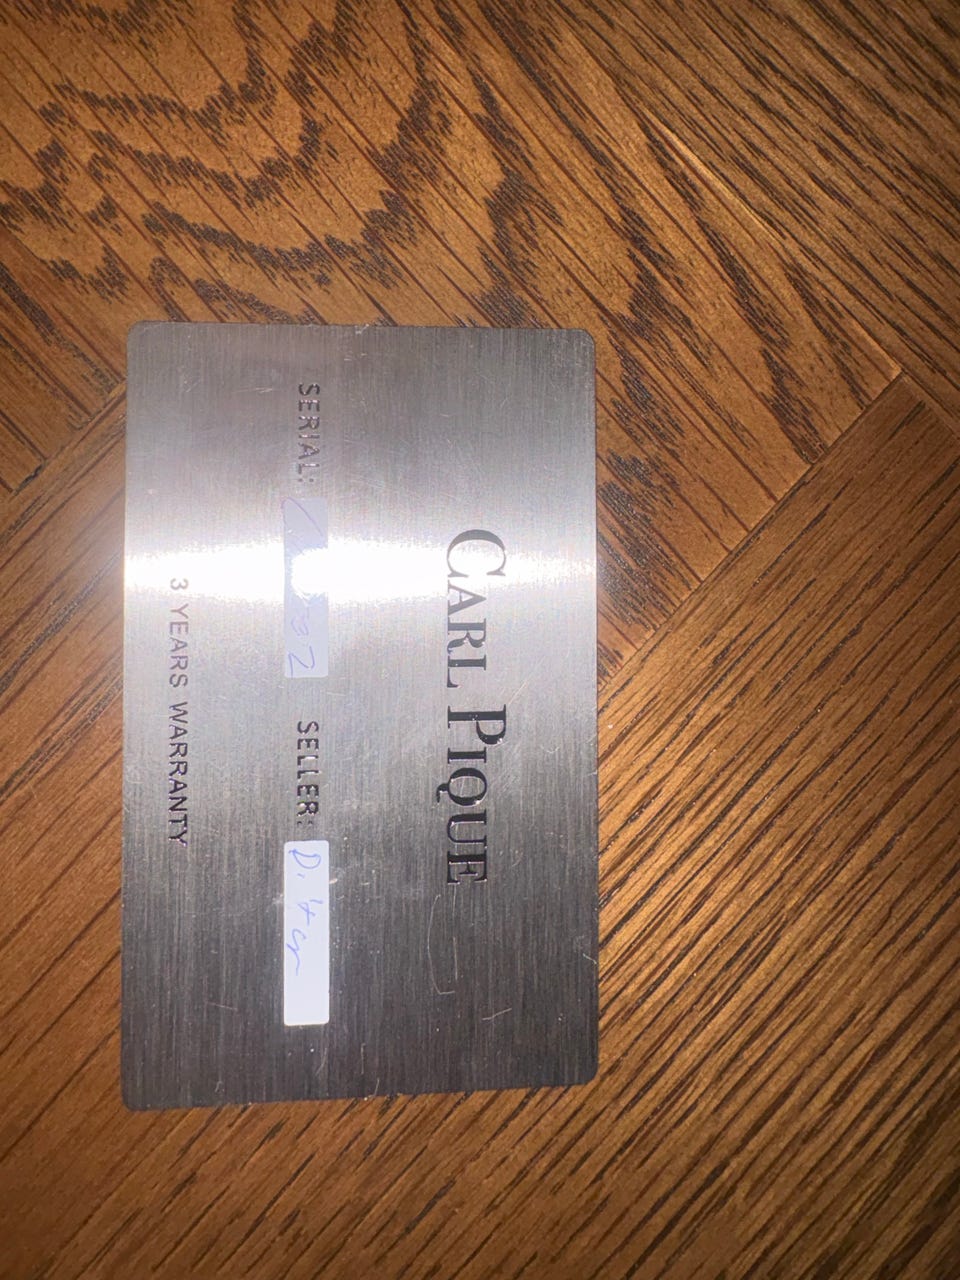 CARL PIQUE
SERIAL: SELLER:
3 YEARS WARRANTY